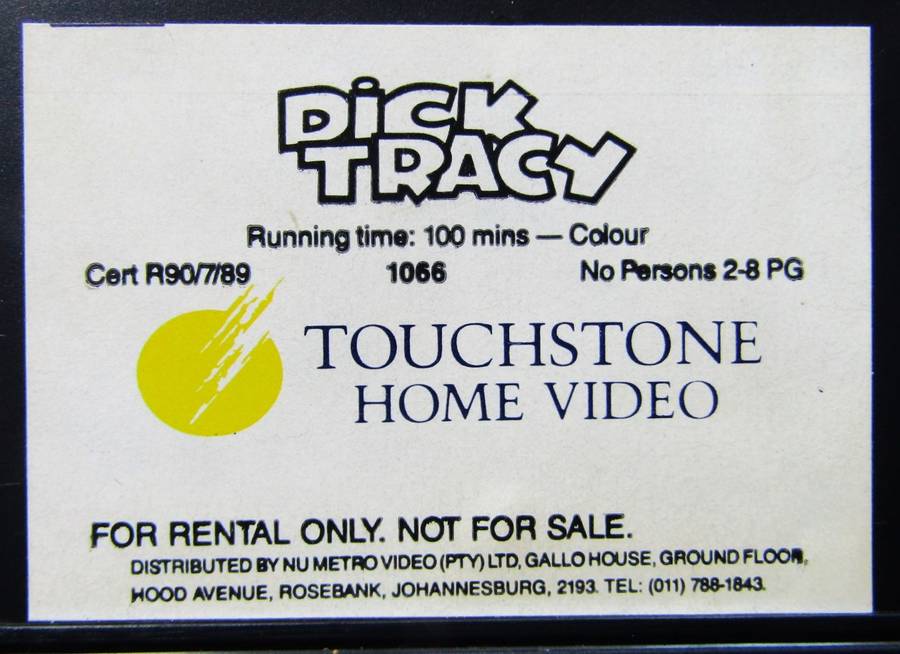 DiCK
TRACY
Running time: 100 mins — Colour
Cert R90/7/89 1066 No Persons 2-8 PG
TOUCHSTONE
HOME VIDEO
FOR RENTAL ONLY. NOT FOR SALE.
DISTRIBUTED BY NU METRO VIDEO (PTY) LTD, GALLO HOUSE, GROUND FLOOR,
HOOD AVENUE, ROSEBANK, JOHANNESBURG, 2193. TEL: (011) 788-1843.